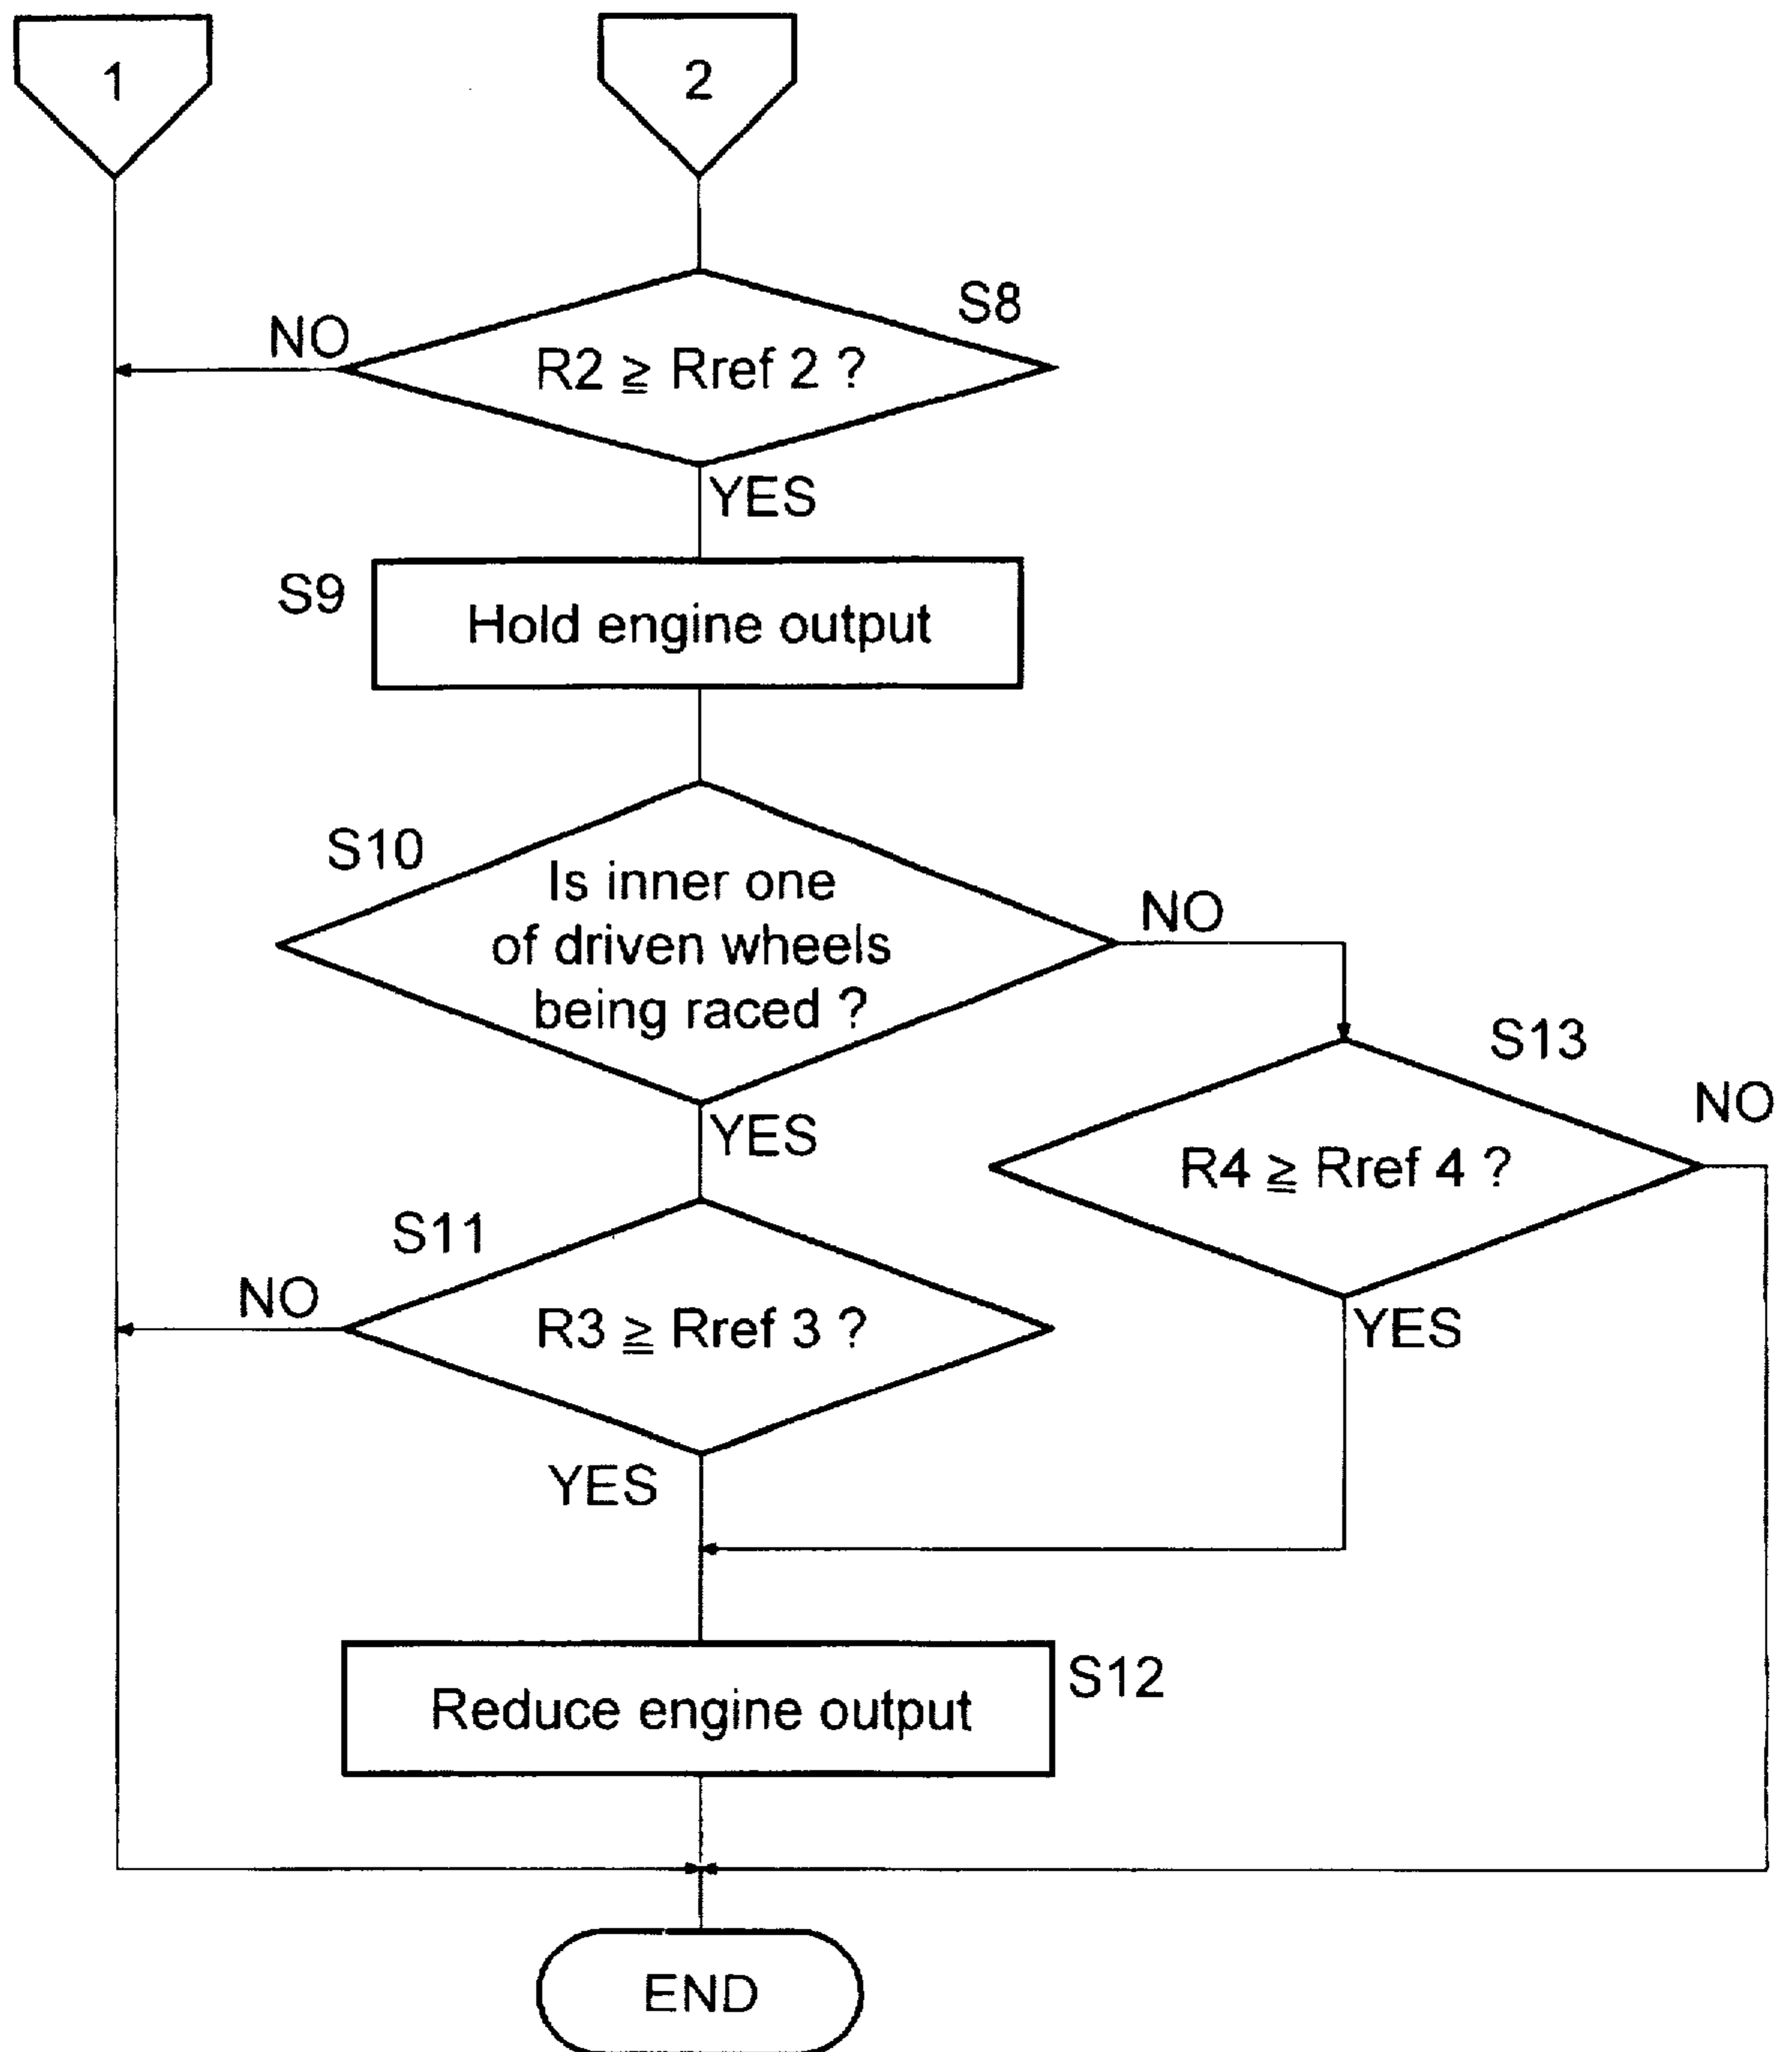 1
2
S8
NO
R2 ≧ Rref 2 ?
YES
S9
Hold engine output
S10
Is inner one
of driven wheels
being raced ?
NO
YES
S13
NO
R4 ≧ Rref 4 ?
YES
S11
NO
R3 ≧ Rref 3 ?
YES
S12
Reduce engine output
END